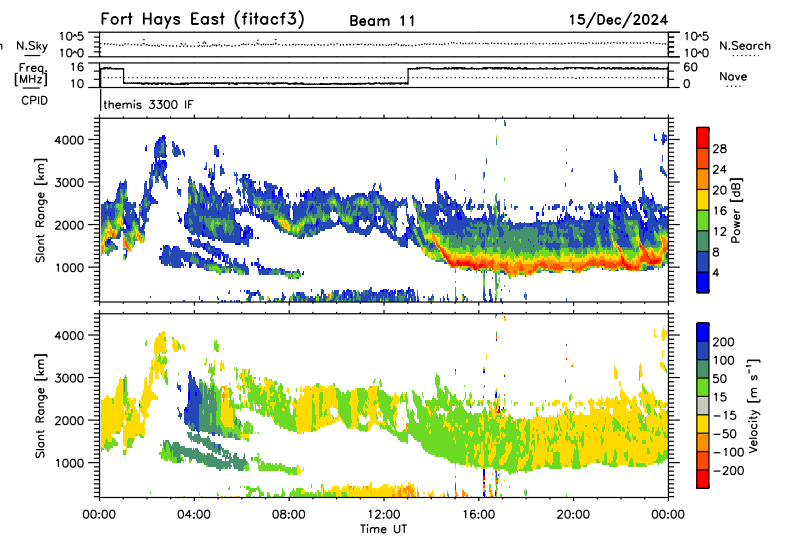 Fort Hays East (fitacf3) Beam 11 15/Dec/2024
N.Sky 10^5 10^0 10^5 10^0 N.Search
Freq. [MHz] 16 10 60 0 Nave
CPID themis 3300 IF
Slant Range [km] 4000 3000 2000 1000
28 24 20 16 12 8 4 Power [dB]
Slant Range [km] 4000 3000 2000 1000
200 100 50 15 −15 −50 −100 −200 Velocity [m s⁻¹]
00:00 04:00 08:00 12:00 16:00 20:00 00:00
Time UT